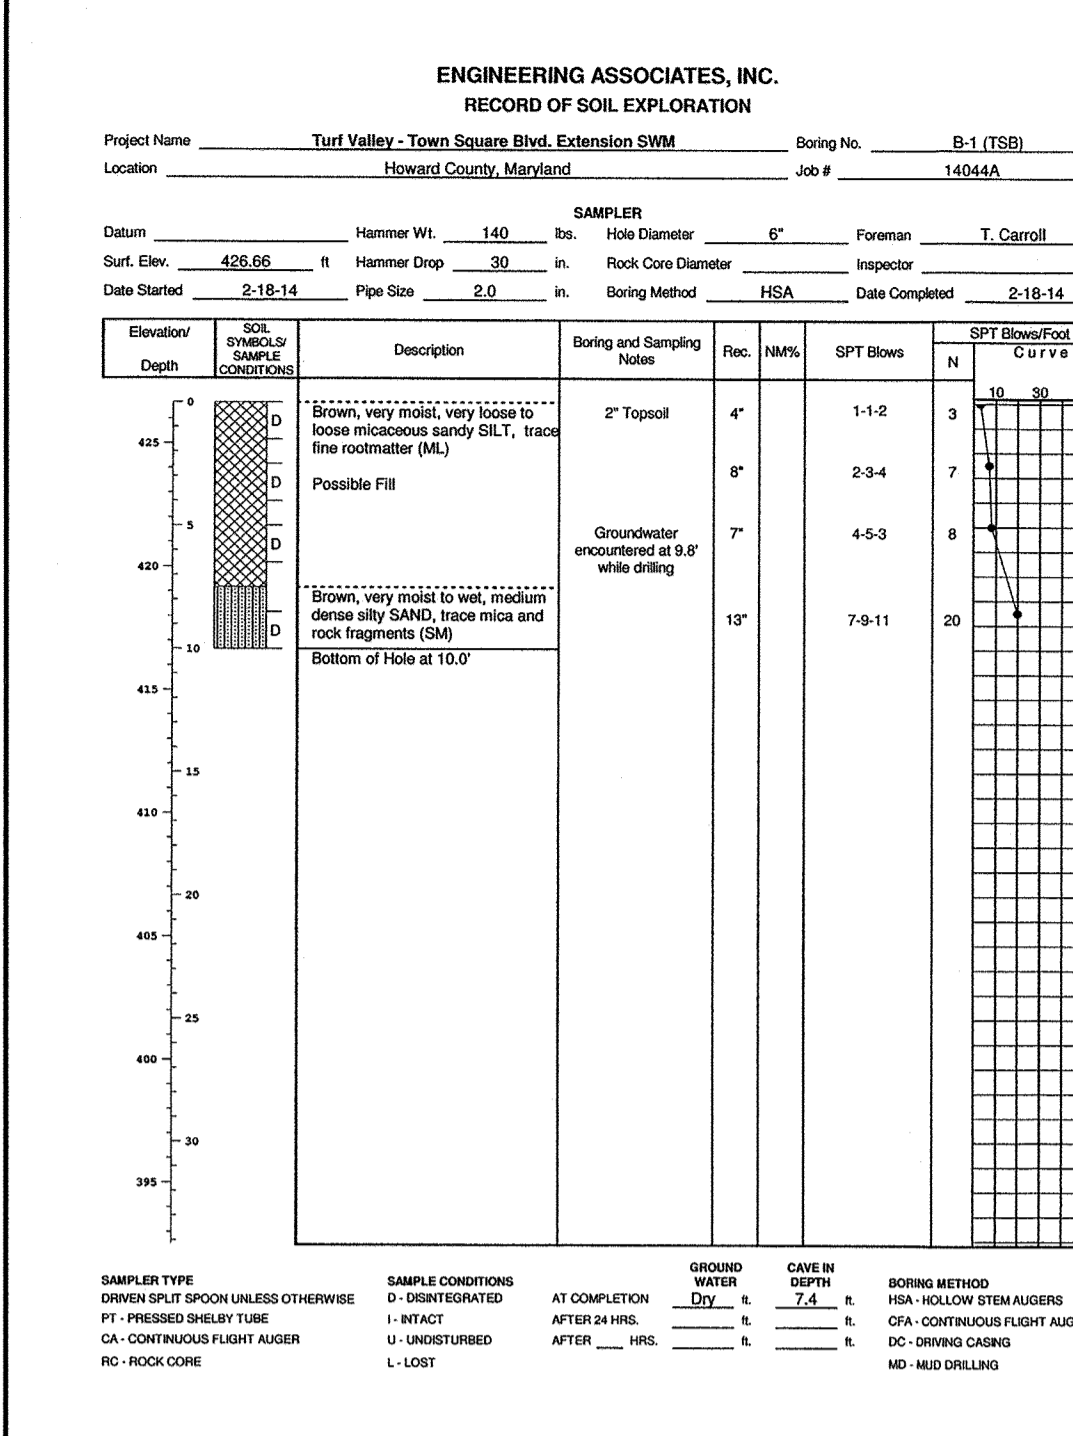 ENGINEERING ASSOCIATES, INC.
RECORD OF SOIL EXPLORATION
Project Name Turf Valley - Town Square Blvd. Extension SWM Boring No. B-1 (TSB)
Location Howard County, Maryland Job # 14044A
SAMPLER
Datum Hammer Wt. 140 lbs. Hole Diameter 6" Foreman T. Carroll
Surf. Elev. 426.66 ft Hammer Drop 30 in. Rock Core Diameter Inspector
Date Started 2-18-14 Pipe Size 2.0 in. Boring Method HSA Date Completed 2-18-14
Elevation/
Depth
SOIL
SYMBOLS/
SAMPLE
CONDITIONS
Description
Boring and Sampling
Notes
Rec.
NM%
SPT Blows
SPT Blows/Foot
N
Curve
10 30
0
Brown, very moist, very loose to 2" Topsoil 4" 1-1-2 3
D
loose micaceous sandy SILT, trace
425
fine rootmatter (ML)
8" 2-3-4 7
D Possible Fill
5
Groundwater 7" 4-5-3 8
D
encountered at 9.8'
420
while drilling
Brown, very moist to wet, medium
dense silty SAND, trace mica and 13" 7-9-11 20
D
rock fragments (SM)
10
Bottom of Hole at 10.0'
415
15
410
20
405
25
400
30
395
GROUND CAVE IN
SAMPLER TYPE SAMPLE CONDITIONS WATER DEPTH BORING METHOD
DRIVEN SPLIT SPOON UNLESS OTHERWISE D - DISINTEGRATED AT COMPLETION Dry ft. 7.4 ft. HSA - HOLLOW STEM AUGERS
PT - PRESSED SHELBY TUBE I - INTACT AFTER 24 HRS. ft. ft. CFA - CONTINUOUS FLIGHT AUG
CA - CONTINUOUS FLIGHT AUGER U - UNDISTURBED AFTER ____ HRS. ft. ft. DC - DRIVING CASING
RC - ROCK CORE L - LOST MD - MUD DRILLING